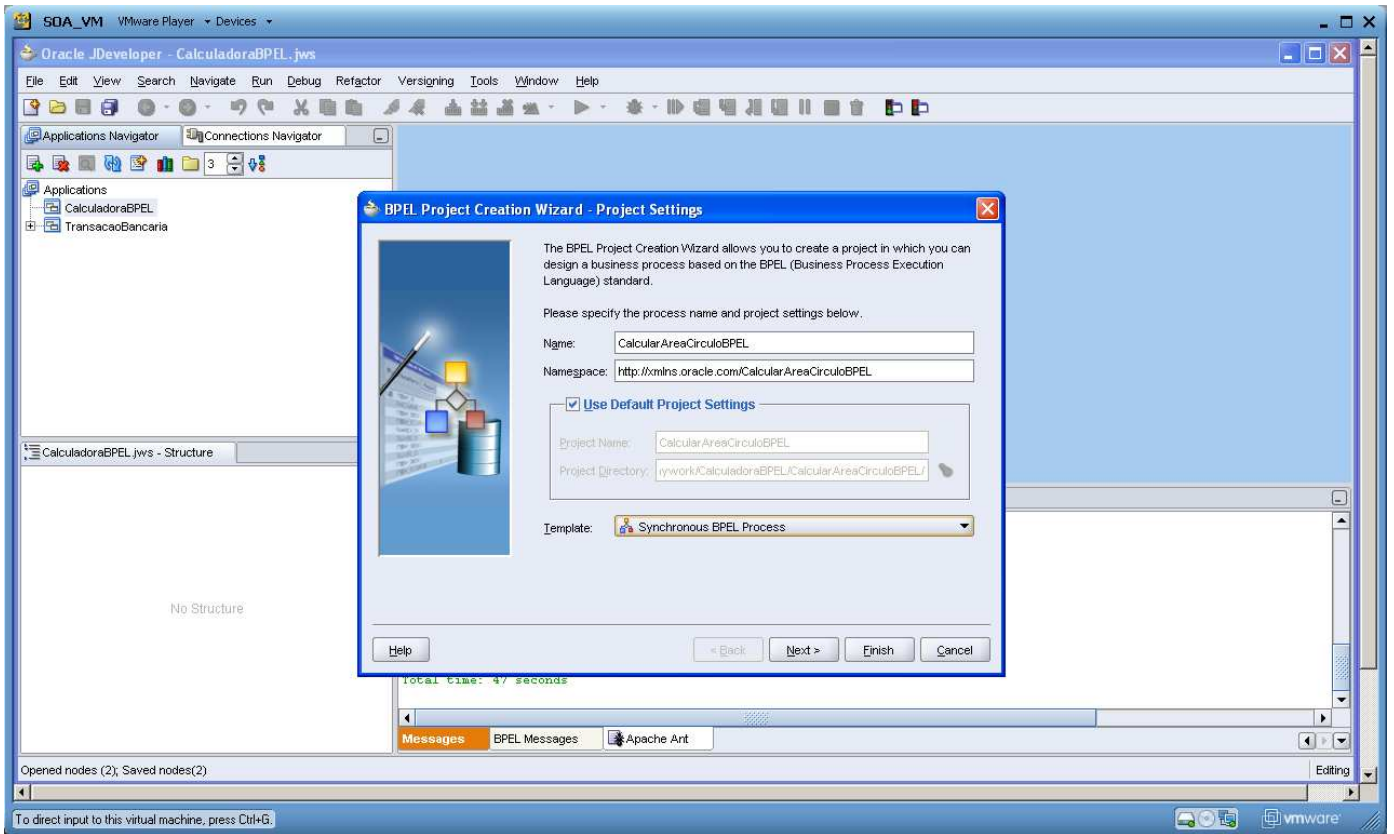 SOA_VM VMware Player Devices
Oracle JDeveloper - CalculadoraBPEL.jws
File Edit View Search Navigate Run Debug Refactor Versioning Tools Window Help
Applications Navigator Connections Navigator
3
Applications
CalculadoraBPEL
TransacaoBancaria
BPEL Project Creation Wizard - Project Settings
The BPEL Project Creation Wizard allows you to create a project in which you can
design a business process based on the BPEL (Business Process Execution
Language) standard.
Please specify the process name and project settings below.
Name: CalcularAreaCirculoBPEL
Namespace: http://xmlns.oracle.com/CalcularAreaCirculoBPEL
Use Default Project Settings
Project Name: CalcularAreaCirculoBPEL
Project Directory: ywork/CalculadoraBPEL/CalcularAreaCirculoBPEL/
Template: Synchronous BPEL Process
CalculadoraBPEL.jws - Structure
No Structure
Help < Back Next > Finish Cancel
Total time: 47 seconds
Messages BPEL Messages Apache Ant
Opened nodes (2); Saved nodes(2) Editing
To direct input to this virtual machine, press Ctrl+G. vmware